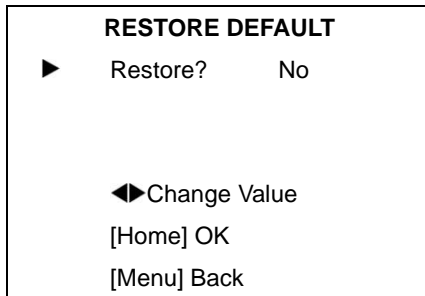 RESTORE DEFAULT
▶ Restore? No
◀▶Change Value
[Home] OK
[Menu] Back